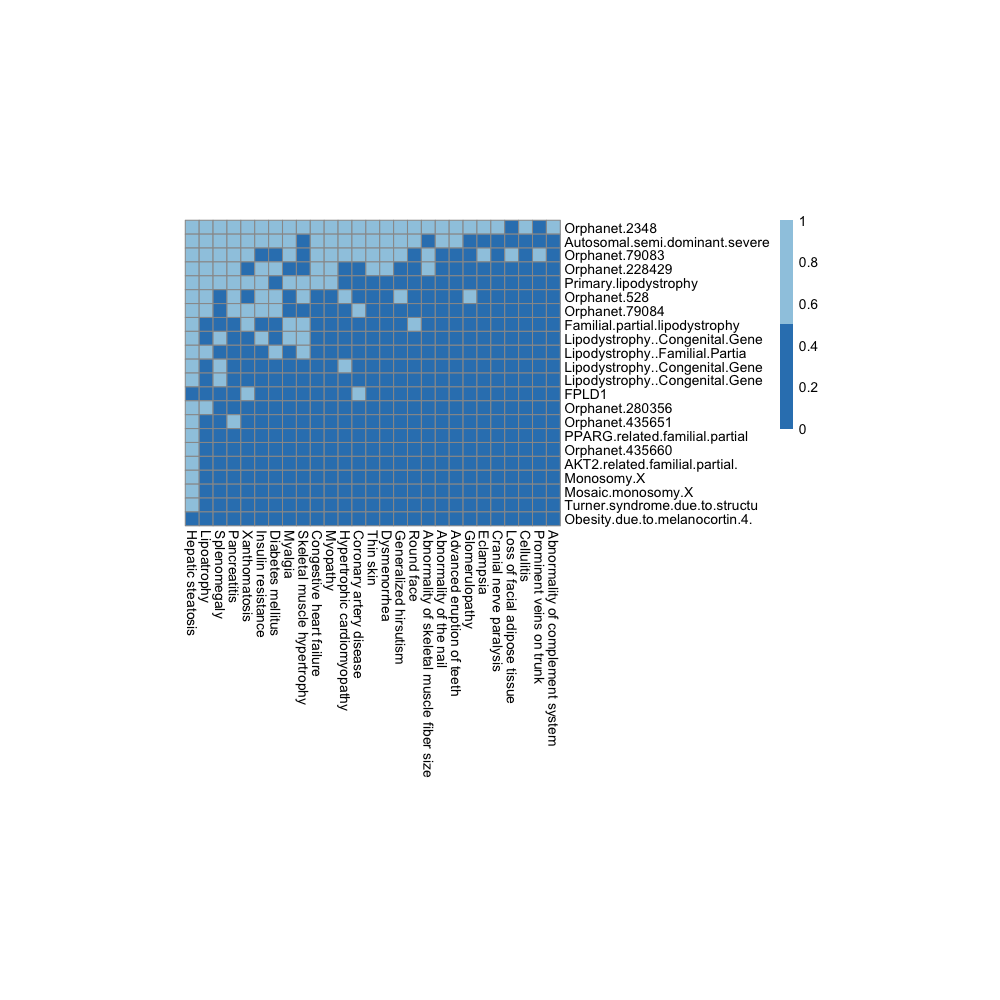 Orphanet.2348
Autosomal.semi.dominant.severe
Orphanet.79083
Orphanet.228429
Primary.lipodystrophy
Orphanet.528
Orphanet.79084
Familial.partial.lipodystrophy
Lipodystrophy..Congenital.Gene
Lipodystrophy..Familial.Partia
Lipodystrophy..Congenital.Gene
Lipodystrophy..Congenital.Gene
FPLD1
Orphanet.280356
Orphanet.435651
PPARG.related.familial.partial
Orphanet.435660
AKT2.related.familial.partial.
Monosomy.X
Mosaic.monosomy.X
Turner.syndrome.due.to.structu
Obesity.due.to.melanocortin.4.
1
0.8
0.6
0.4
0.2
0
Hepatic steatosis
Lipoatrophy
Splenomegaly
Pancreatitis
Xanthomatosis
Insulin resistance
Diabetes mellitus
Myalgia
Skeletal muscle hypertrophy
Congestive heart failure
Myopathy
Hypertrophic cardiomyopathy
Coronary artery disease
Thin skin
Dysmenorrhea
Generalized hirsutism
Round face
Abnormality of skeletal muscle fiber size
Abnormality of the nail
Advanced eruption of teeth
Glomerulopathy
Eclampsia
Cranial nerve paralysis
Loss of facial adipose tissue
Cellulitis
Prominent veins on trunk
Abnormality of complement system